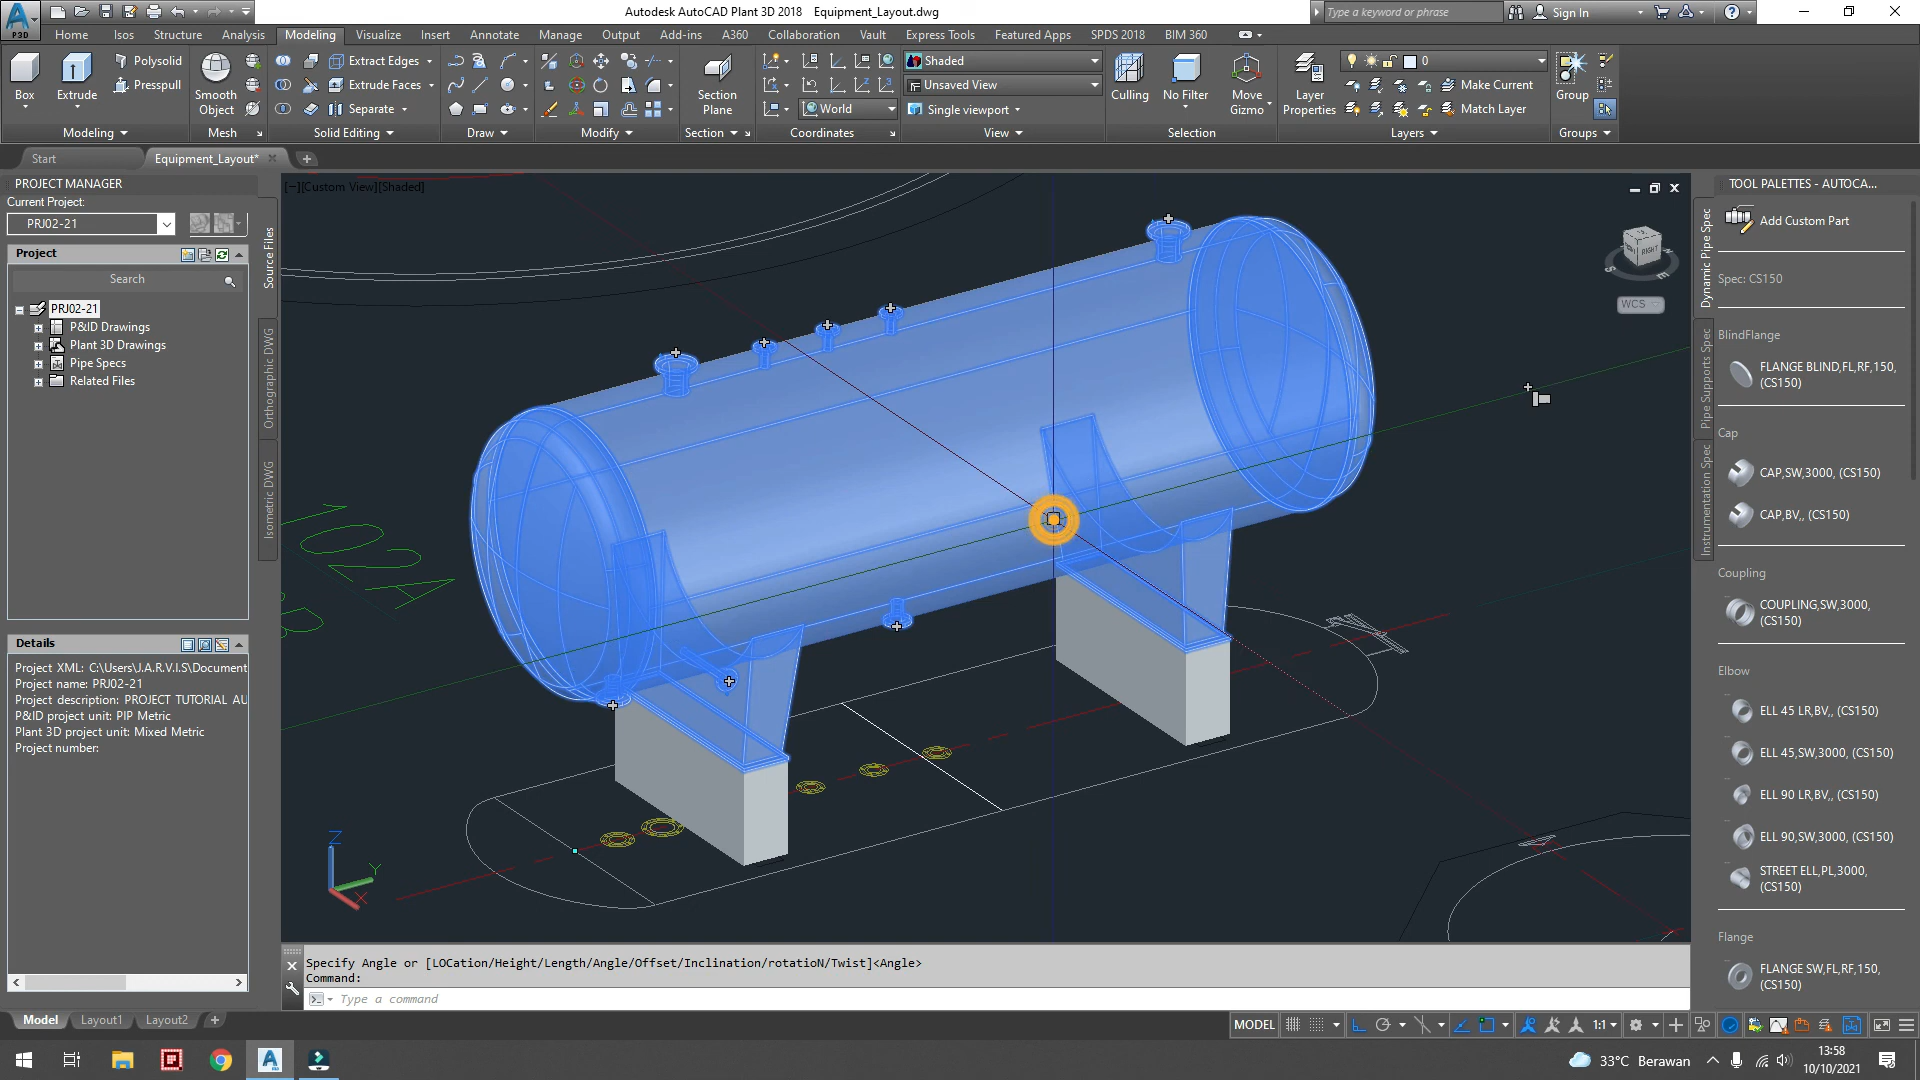 P3D
Autodesk AutoCAD Plant 3D 2018 Equipment_Layout.dwg
Type a keyword or phrase
Sign In
Home Isos Structure Analysis Modeling Visualize Insert Annotate Manage Output Add-ins A360 Collaboration Vault Express Tools Featured Apps SPDS 2018 BIM 360
Box
Extrude
Polysolid
Presspull
Smooth Object
Extract Edges
Extrude Faces
Separate
Section Plane
World
Shaded
Unsaved View
Single viewport
Culling
No Filter
Move Gizmo
Layer Properties
0
Make Current
Match Layer
Group
Modeling Mesh Solid Editing Draw Modify Section Coordinates View Selection Layers Groups
Start
Equipment_Layout*
PROJECT MANAGER
Current Project:
PRJ02-21
Project
Search
PRJ02-21
P&ID Drawings
Plant 3D Drawings
Pipe Specs
Related Files
Source Files
Orthographic DWG
Isometric DWG
Details
Project XML: C:\Users\J.A.R.V.I.S\Document
Project name: PRJ02-21
Project description: PROJECT TUTORIAL AU
P&ID project unit: PIP Metric
Plant 3D project unit: Mixed Metric
Project number:
[−][Custom View][Shaded]
RIGHT
S
E
WCS
Z
Y
X
Specify Angle or [LOCation/Height/Length/Angle/Offset/Inclination/rotatioN/Twist]<Angle>
Command:
Type a command
TOOL PALETTES - AUTOCA...
Dynamic Pipe Spec
Pipe Supports Spec
Instrumentation Spec
Add Custom Part
Spec: CS150
BlindFlange
FLANGE BLIND,FL,RF,150, (CS150)
Cap
CAP,SW,3000, (CS150)
CAP,BV,, (CS150)
Coupling
COUPLING,SW,3000, (CS150)
Elbow
ELL 45 LR,BV,, (CS150)
ELL 45,SW,3000, (CS150)
ELL 90 LR,BV,, (CS150)
ELL 90,SW,3000, (CS150)
STREET ELL,PL,3000, (CS150)
Flange
FLANGE SW,FL,RF,150, (CS150)
Model Layout1 Layout2
MODEL
1:1
33°C Berawan
13:58
10/10/2021